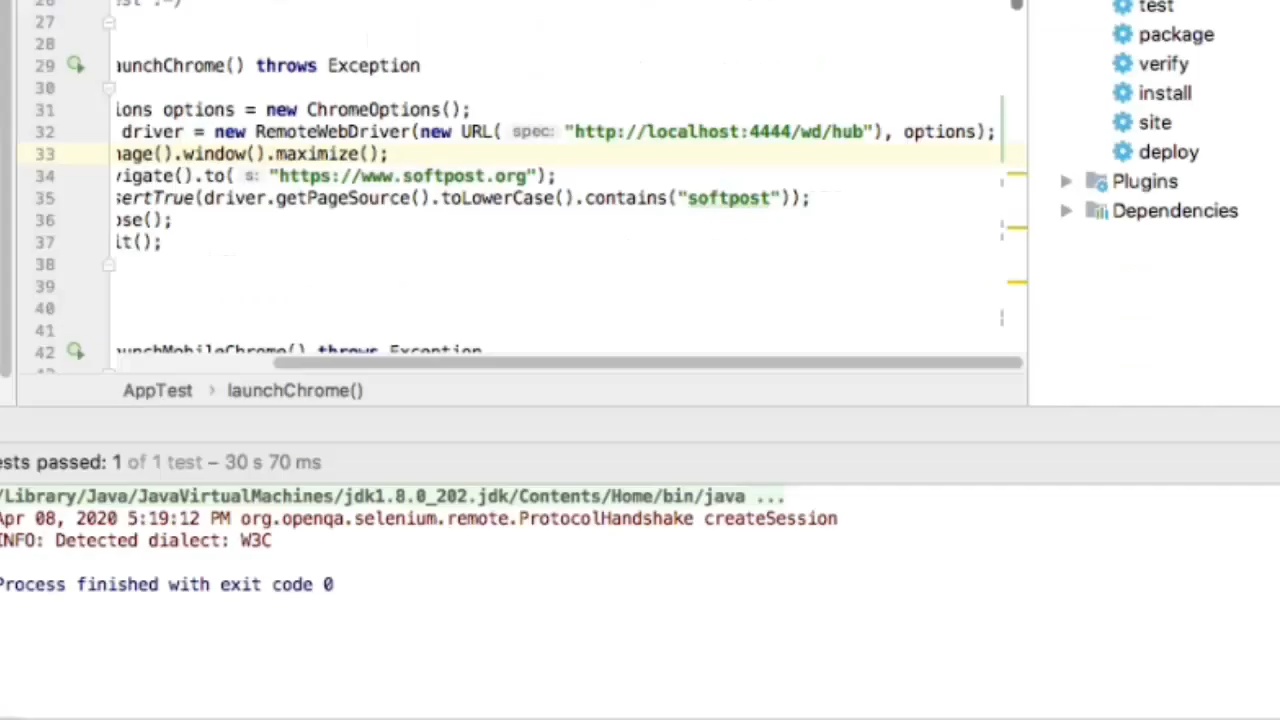 27
28
29 aunchChrome() throws Exception
30
31 ions options = new ChromeOptions();
32 driver = new RemoteWebDriver(new URL( spec: "http://localhost:4444/wd/hub"), options);
33 nage().window().maximize();
34 vigate().to( s: "https://www.softpost.org");
35 sertTrue(driver.getPageSource().toLowerCase().contains("softpost"));
36 ose();
37 it();
38
39
40
41
42 unchMobileChrome() throws Exception
AppTest › launchChrome()
test
package
verify
install
site
deploy
Plugins
Dependencies
ests passed: 1 of 1 test – 30 s 70 ms
/Library/Java/JavaVirtualMachines/jdk1.8.0_202.jdk/Contents/Home/bin/java ...
Apr 08, 2020 5:19:12 PM org.openqa.selenium.remote.ProtocolHandshake createSession
INFO: Detected dialect: W3C
Process finished with exit code 0